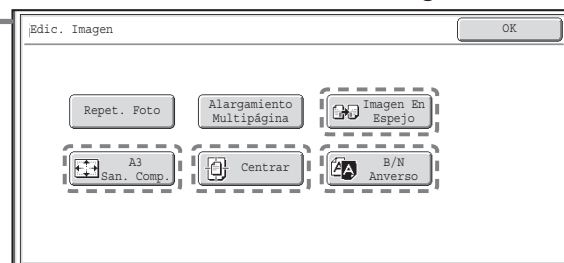 Edic. Imagen
OK
Repet. Foto
Alargamiento
Multipágina
Imagen En
Espejo
A3
San. Comp.
Centrar
B/N
Anverso